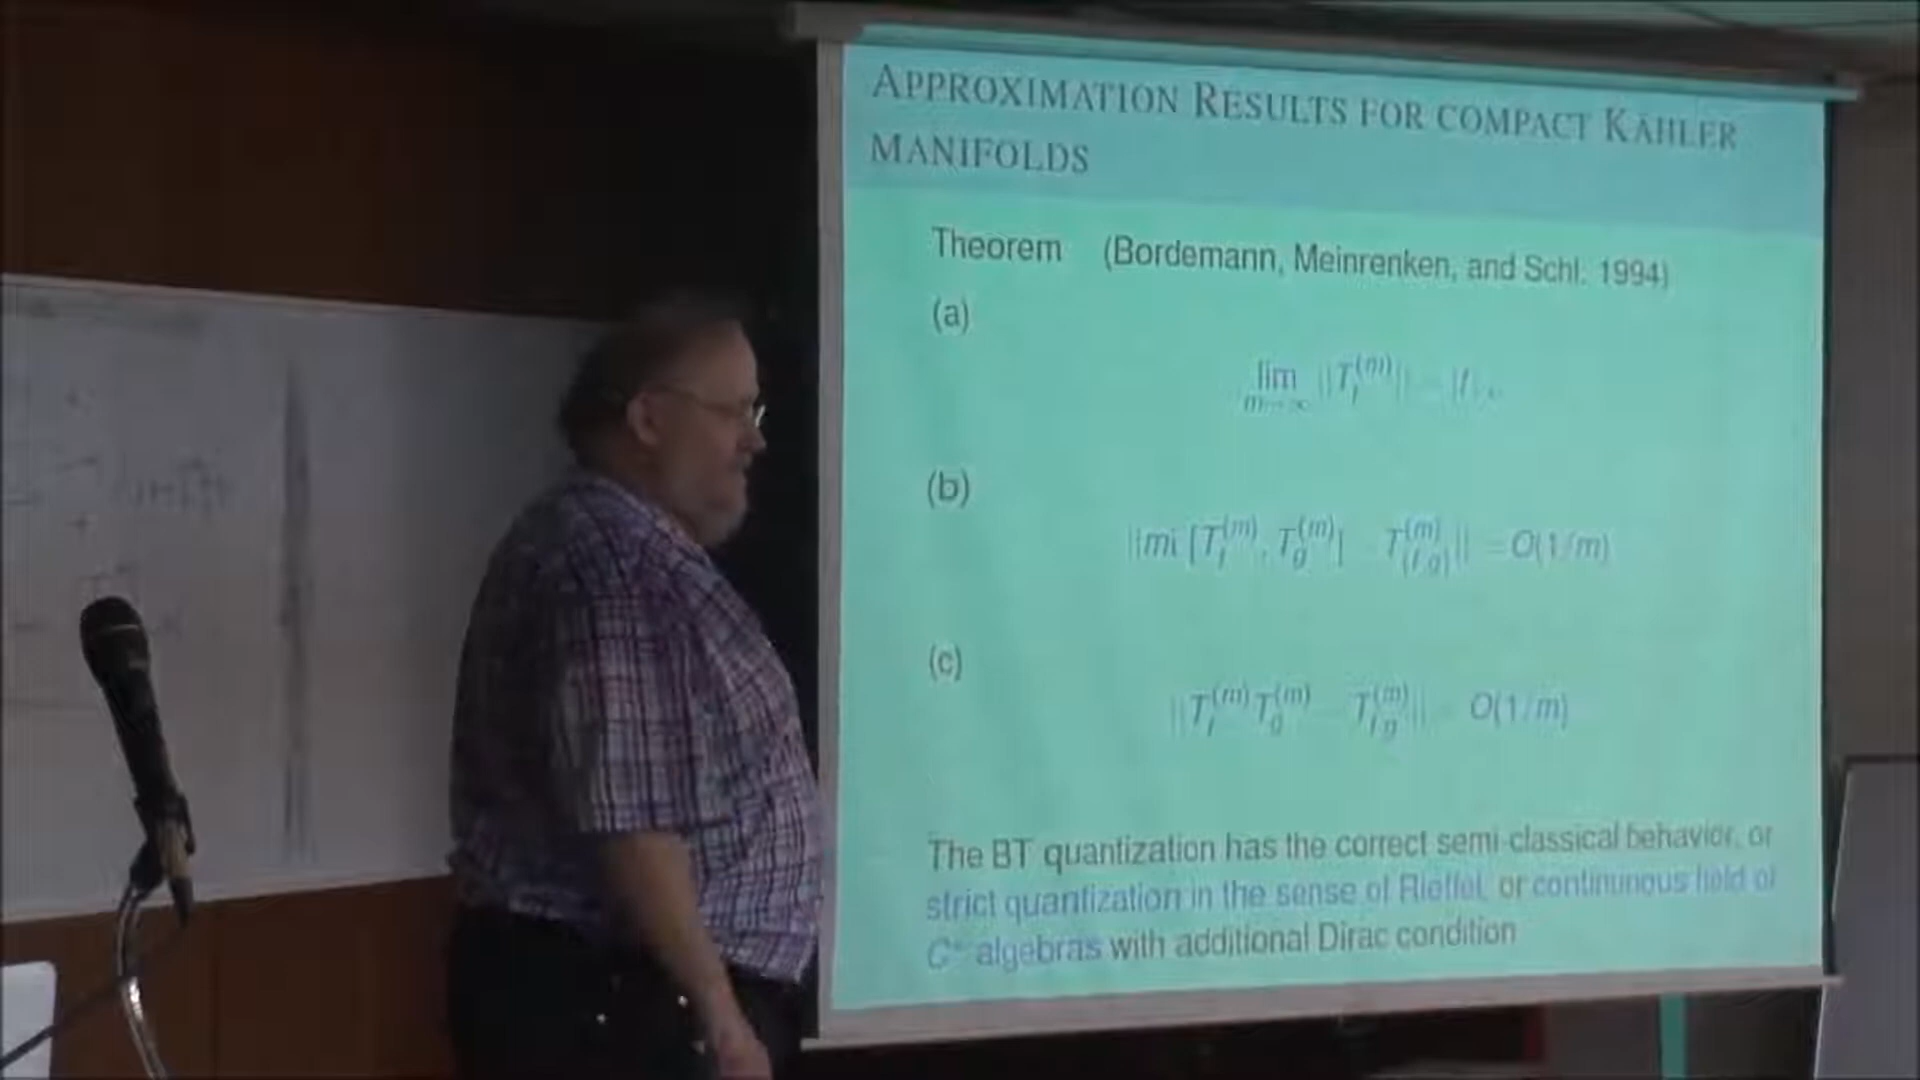 APPROXIMATION RESULTS FOR COMPACT KÄHLER
MANIFOLDS
Theorem (Bordemann, Meinrenken, and Schl. 1994)
(a)
lim m→∞ ||T_f^(m)|| = |f|_∞
(b)
||mi [T_f^(m), T_g^(m)] − T_{f,g}^(m)|| = O(1/m)
(c)
||T_f^(m) T_g^(m) − T_{f·g}^(m)|| = O(1/m)
The BT quantization has the correct semi-classical behavior, or
strict quantization in the sense of Rieffel, or continunous field of
C*-algebras with additional Dirac condition